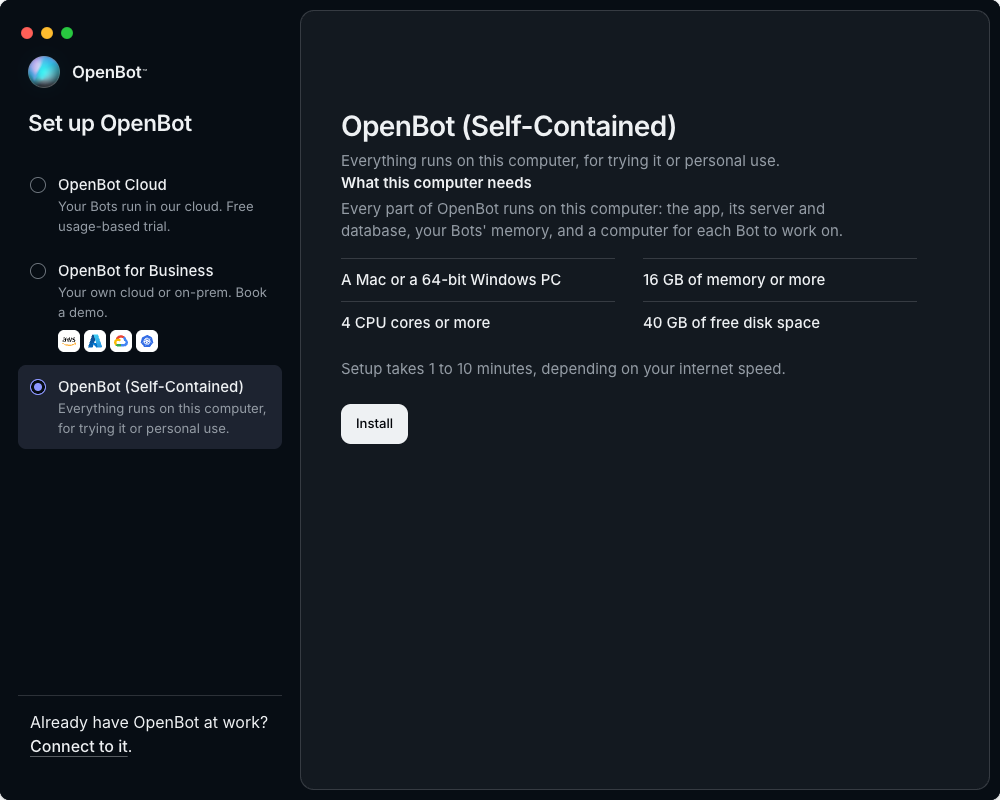 OpenBot™
Set up OpenBot
OpenBot Cloud
Your Bots run in our cloud. Free
usage-based trial.
OpenBot for Business
Your own cloud or on-prem. Book
a demo.
aws
OpenBot (Self-Contained)
Everything runs on this computer,
for trying it or personal use.
Already have OpenBot at work?
Connect to it.
OpenBot (Self-Contained)
Everything runs on this computer, for trying it or personal use.
What this computer needs
Every part of OpenBot runs on this computer: the app, its server and
database, your Bots' memory, and a computer for each Bot to work on.
A Mac or a 64-bit Windows PC
16 GB of memory or more
4 CPU cores or more
40 GB of free disk space
Setup takes 1 to 10 minutes, depending on your internet speed.
Install